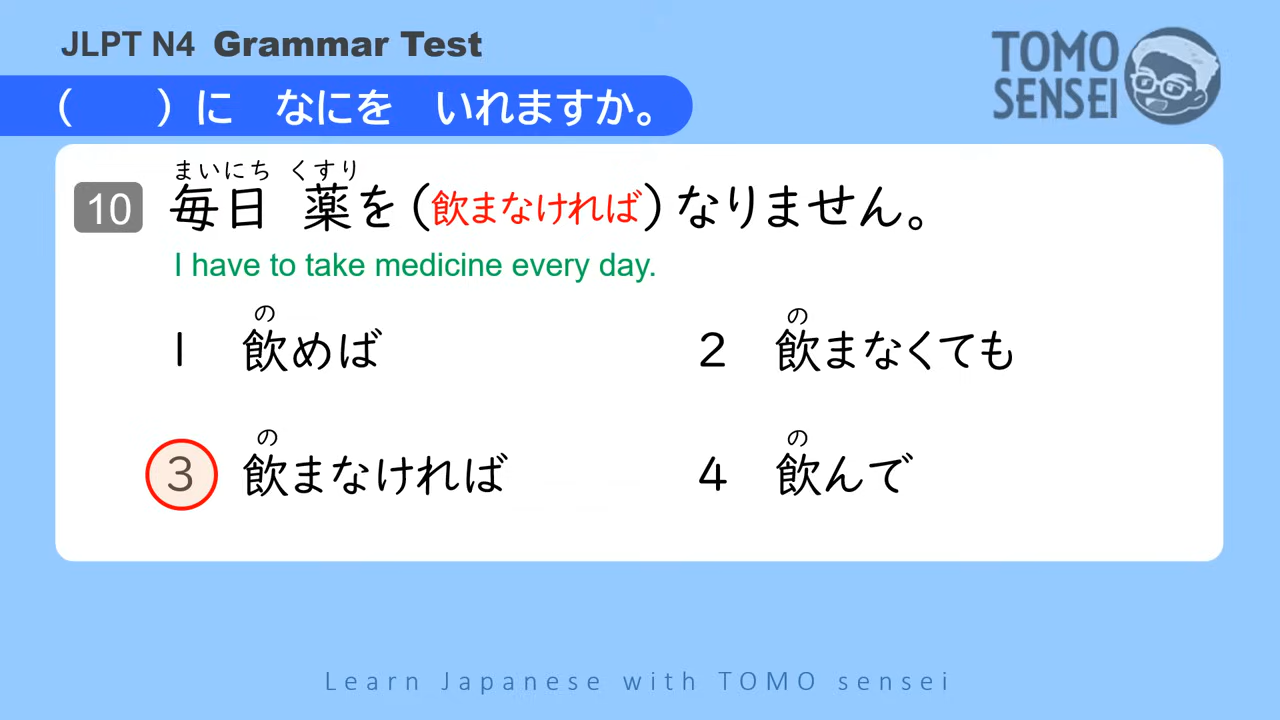 JLPT N4 Grammar Test
TOMO
SENSEI
(　　)に　なにを　いれますか。
まいにち くすり
10 毎日 薬を(飲まなければ)なりません。
I have to take medicine every day.
の の
1 飲めば 2 飲まなくても
の の
3 飲まなければ 4 飲んで
Learn Japanese with TOMO sensei